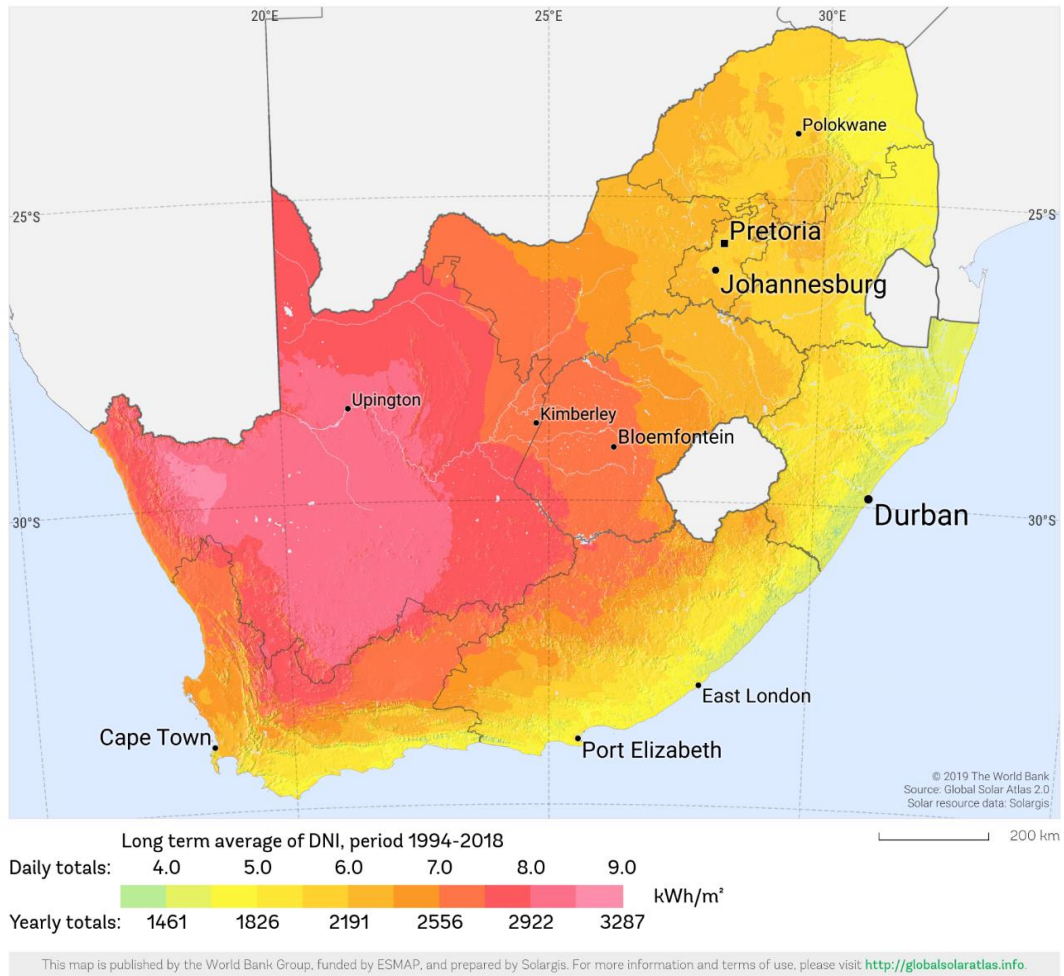 20°E 25°E 30°E
Polokwane
25°S 25°S
Pretoria
Johannesburg
Upington
Kimberley
Bloemfontein
Durban
30°S 30°S
East London
Cape Town
Port Elizabeth
© 2019 The World Bank
Source: Global Solar Atlas 2.0
Solar resource data: Solargis
200 km
Long term average of DNI, period 1994-2018
Daily totals: 4.0 5.0 6.0 7.0 8.0 9.0
kWh/m²
Yearly totals: 1461 1826 2191 2556 2922 3287
This map is published by the World Bank Group, funded by ESMAP, and prepared by Solargis. For more information and terms of use, please visit http://globalsolaratlas.info.